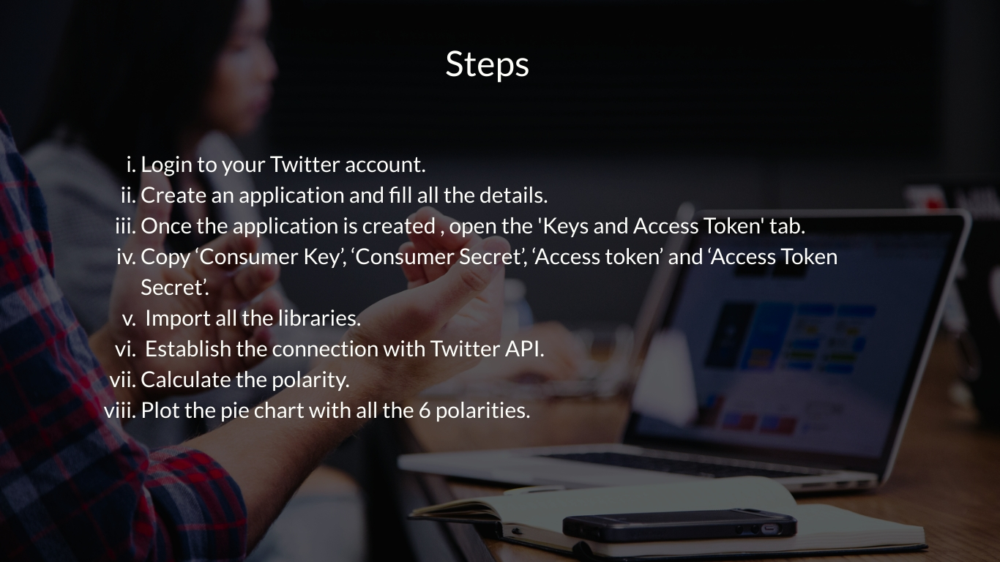 Steps
i. Login to your Twitter account.
ii. Create an application and fill all the details.
iii. Once the application is created , open the 'Keys and Access Token' tab.
iv. Copy ‘Consumer Key’, ‘Consumer Secret’, ‘Access token’ and ‘Access Token
Secret’.
v. Import all the libraries.
vi. Establish the connection with Twitter API.
vii. Calculate the polarity.
viii. Plot the pie chart with all the 6 polarities.